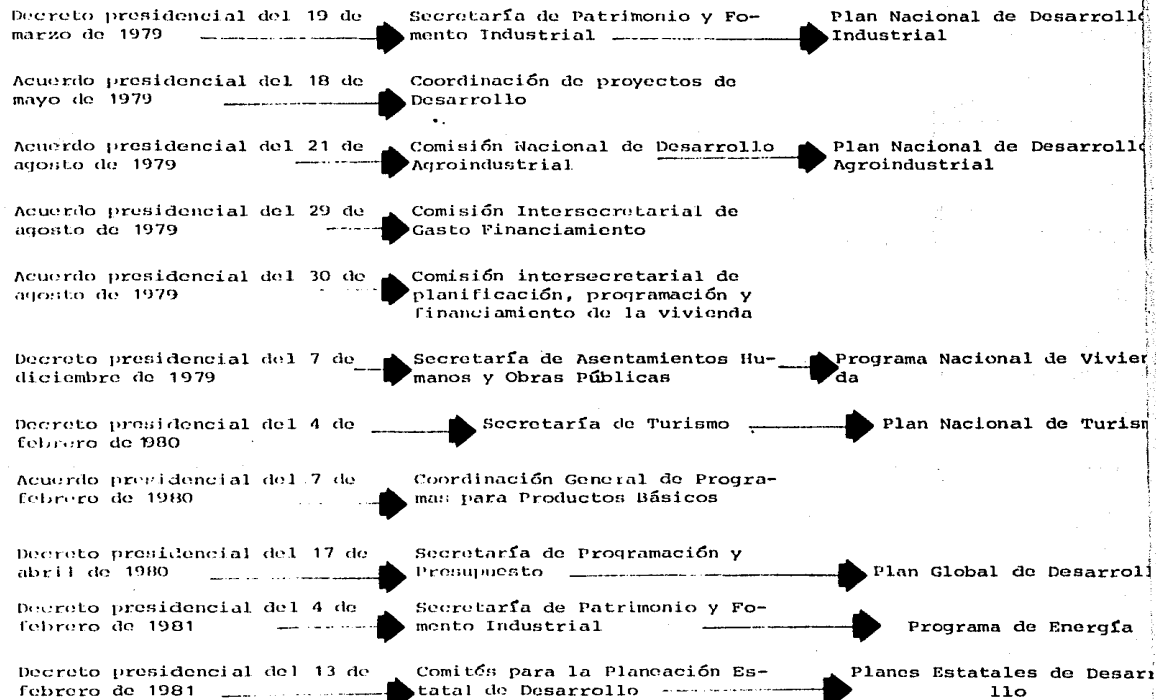 Decreto presidencial del 19 de Secretaría de Patrimonio y Fo- Plan Nacional de Desarrollo
marzo de 1979 mento Industrial Industrial
Acuerdo presidencial del 18 de Coordinación de proyectos de
mayo de 1979 Desarrollo
Acuerdo presidencial del 21 de Comisión Nacional de Desarrollo Plan Nacional de Desarrollo
agosto de 1979 Agroindustrial Agroindustrial
Acuerdo presidencial del 29 de Comisión Intersecretarial de
agosto de 1979 Gasto Financiamiento
Acuerdo presidencial del 30 de Comisión intersecretarial de
agosto de 1979 planificación, programación y
financiamiento de la vivienda
Decreto presidencial del 7 de Secretaría de Asentamientos Hu- Programa Nacional de Vivien
diciembre de 1979 manos y Obras Públicas da
Decreto presidencial del 4 de Secretaría de Turismo Plan Nacional de Turism
febrero de 1980
Acuerdo presidencial del 7 de Coordinación General de Progra-
febrero de 1980 mas para Productos Básicos
Decreto presidencial del 17 de Secretaría de Programación y
abril de 1980 Presupuesto Plan Global de Desarroll
Decreto presidencial del 4 de Secretaría de Patrimonio y Fo-
febrero de 1981 mento Industrial Programa de Energía
Decreto presidencial del 13 de Comités para la Planeación Es- Planes Estatales de Desarr
febrero de 1981 tatal de Desarrollo llo